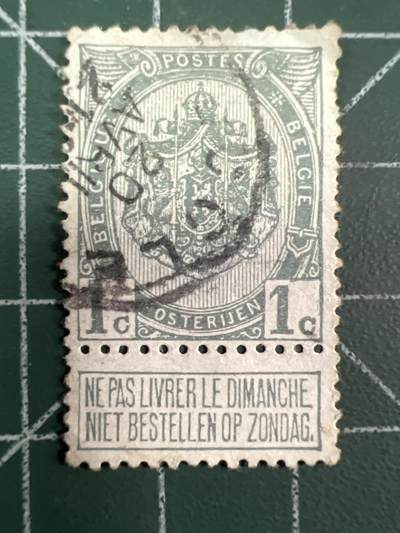 POSTES
BELGIQUE
BELGIË
POSTERIJEN
1c 1c
NE PAS LIVRER LE DIMANCHE
NIET BESTELLEN OP ZONDAG.